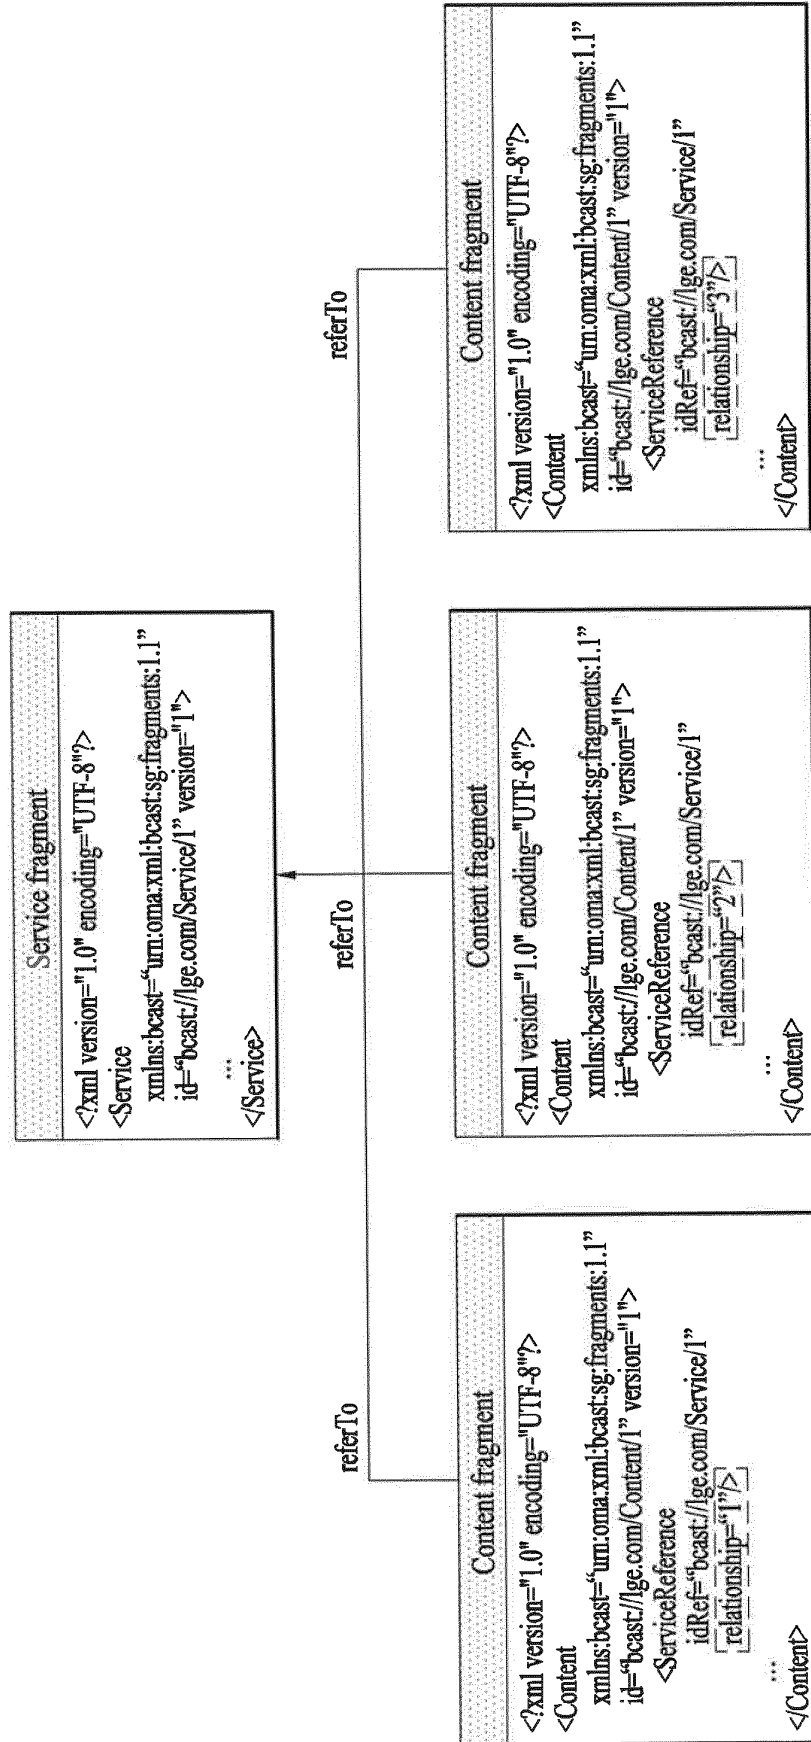 Service fragment
<?xml version="1.0" encoding="UTF-8"?>
<Service
xmlns:bcast=“urn:oma:xml:bcast:sg:fragments:1.1”
id=“bcast://lge.com/Service/1” version="1">
...
</Service>
referTo
referTo
referTo
Content fragment
<?xml version="1.0" encoding="UTF-8"?>
<Content
xmlns:bcast=“urn:oma:xml:bcast:sg:fragments:1.1”
id=“bcast://lge.com/Content/1” version="1">
<ServiceReference
idRef=“bcast://lge.com/Service/1”
relationship=“1”/>
...
</Content>
Content fragment
<?xml version="1.0" encoding="UTF-8"?>
<Content
xmlns:bcast=“urn:oma:xml:bcast:sg:fragments:1.1”
id=“bcast://lge.com/Content/1” version="1">
<ServiceReference
idRef=“bcast://lge.com/Service/1”
relationship=“2”/>
...
</Content>
Content fragment
<?xml version="1.0" encoding="UTF-8"?>
<Content
xmlns:bcast=“urn:oma:xml:bcast:sg:fragments:1.1”
id=“bcast://lge.com/Content/1” version="1">
<ServiceReference
idRef=“bcast://lge.com/Service/1”
relationship=“3”/>
...
</Content>